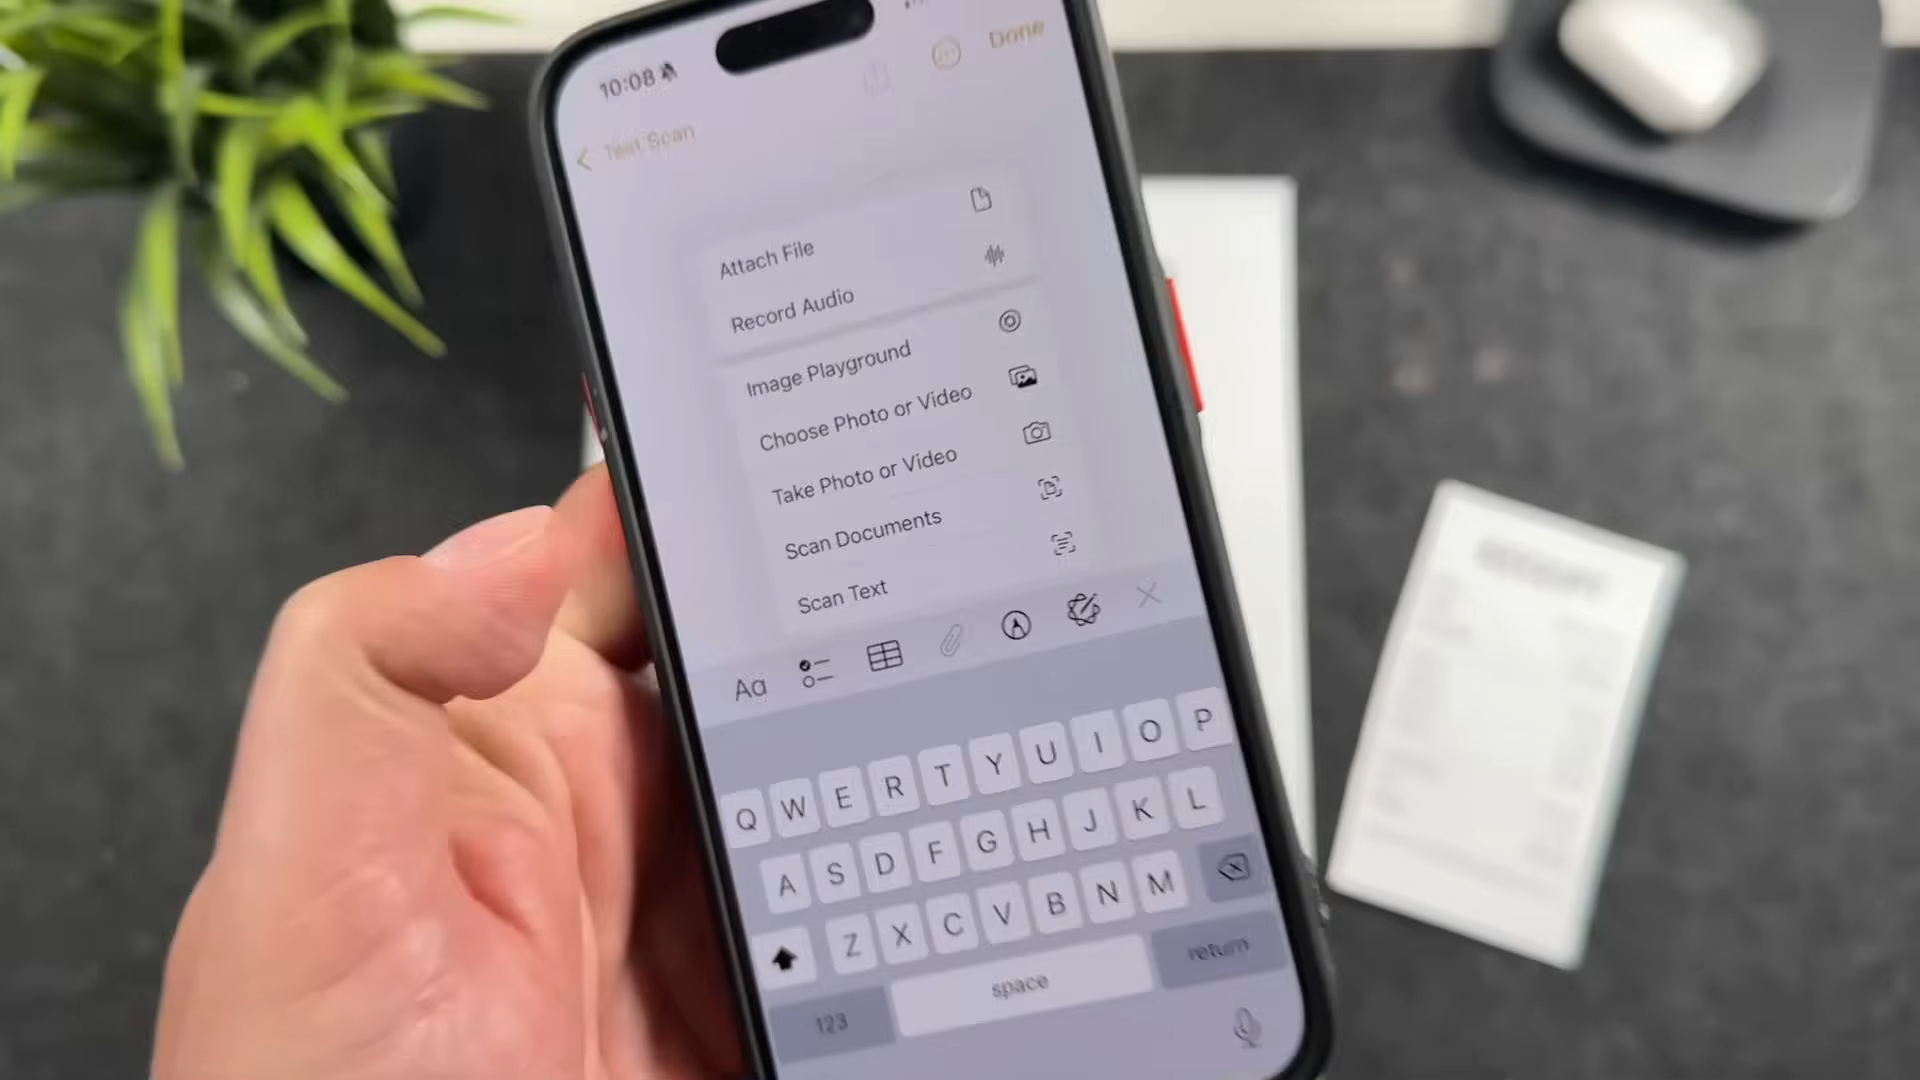 10:08
Done
Test Scan
Attach File
Record Audio
Image Playground
Choose Photo or Video
Take Photo or Video
Scan Documents
Scan Text
Aa
Q W E R T Y U I O P
A S D F G H J K L
Z X C V B N M
123 space return